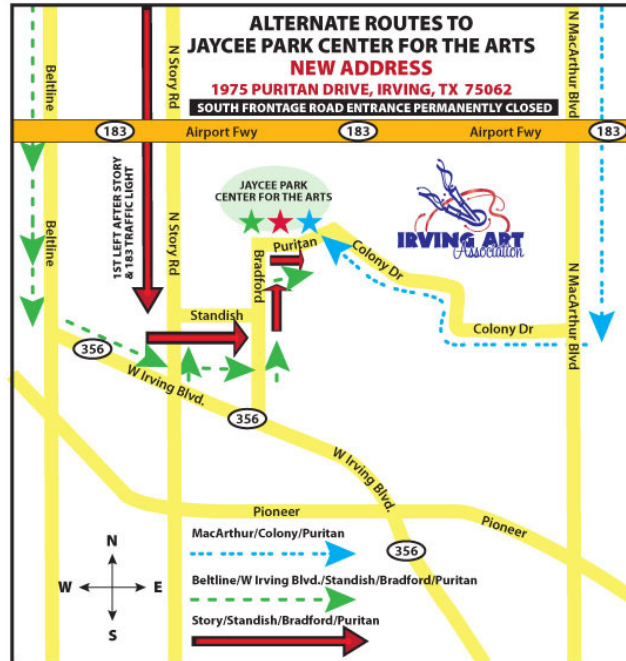 ALTERNATE ROUTES TO
JAYCEE PARK CENTER FOR THE ARTS
NEW ADDRESS
1975 PURITAN DRIVE, IRVING, TX 75062
SOUTH FRONTAGE ROAD ENTRANCE PERMANENTLY CLOSED
Beltline
N Story Rd
N MacArthur Blvd
183
Airport Fwy
183
Airport Fwy
183
1ST LEFT AFTER STORY
& 183 TRAFFIC LIGHT
JAYCEE PARK
CENTER FOR THE ARTS
IRVING ART
Association
Beltline
N Story Rd
Bradford
Puritan
Colony Dr
N MacArthur Blvd
Standish
Colony Dr
356
W Irving Blvd.
356
W Irving Blvd.
Pioneer
Pioneer
356
MacArthur/Colony/Puritan
Beltline/W Irving Blvd./Standish/Bradford/Puritan
Story/Standish/Bradford/Puritan
N
W
E
S